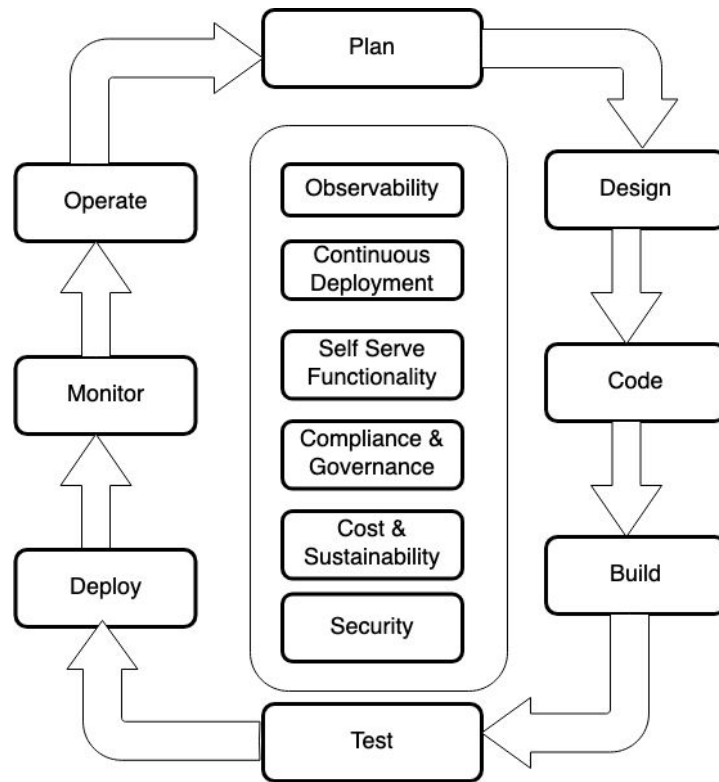 Plan
Operate
Observability
Design
Continuous
Deployment
Self Serve
Functionality
Monitor
Code
Compliance &
Governance
Cost &
Sustainability
Deploy
Build
Security
Test